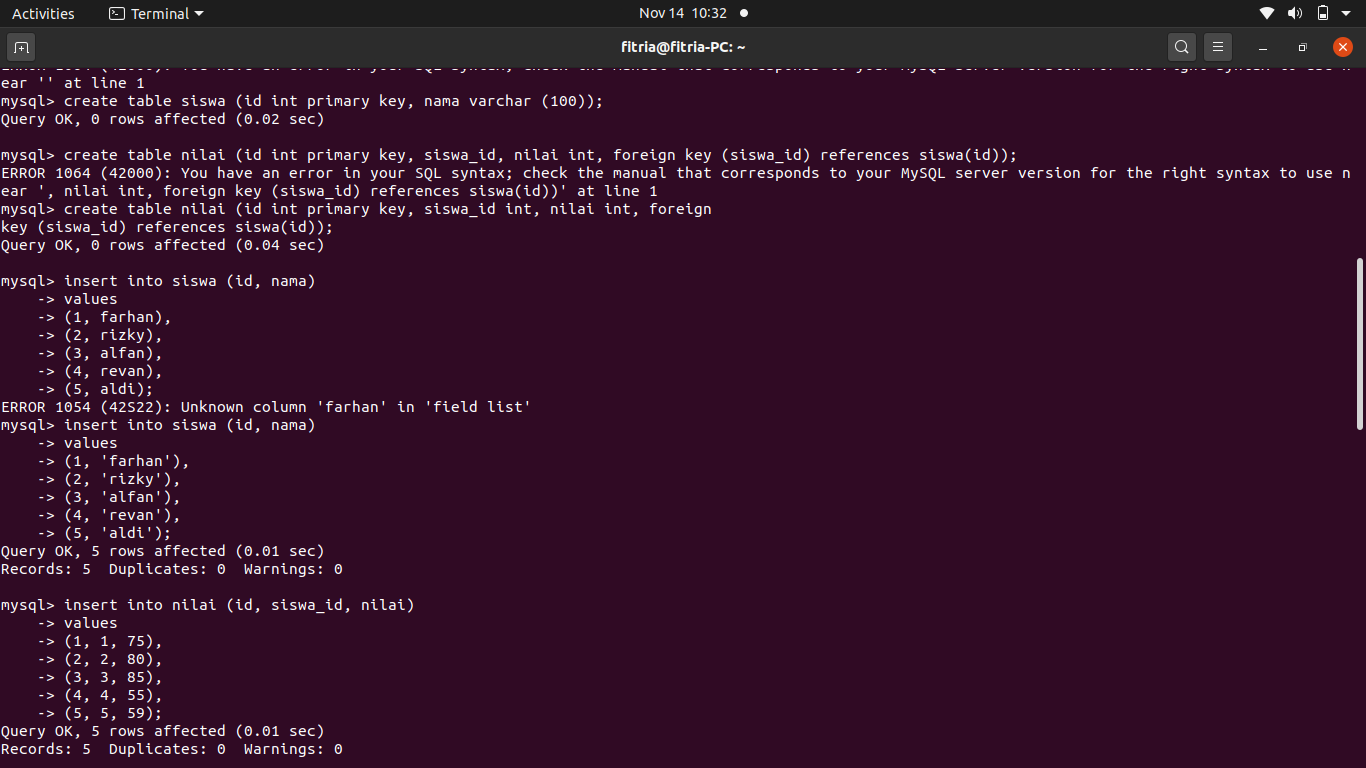 Activities Terminal Nov 14 10:32
fitria@fitria-PC: ~
ear '' at line 1
mysql> create table siswa (id int primary key, nama varchar (100));
Query OK, 0 rows affected (0.02 sec)
mysql> create table nilai (id int primary key, siswa_id, nilai int, foreign key (siswa_id) references siswa(id));
ERROR 1064 (42000): You have an error in your SQL syntax; check the manual that corresponds to your MySQL server version for the right syntax to use n
ear ', nilai int, foreign key (siswa_id) references siswa(id))' at line 1
mysql> create table nilai (id int primary key, siswa_id int, nilai int, foreign
key (siswa_id) references siswa(id));
Query OK, 0 rows affected (0.04 sec)
mysql> insert into siswa (id, nama)
    -> values
    -> (1, farhan),
    -> (2, rizky),
    -> (3, alfan),
    -> (4, revan),
    -> (5, aldi);
ERROR 1054 (42S22): Unknown column 'farhan' in 'field list'
mysql> insert into siswa (id, nama)
    -> values
    -> (1, 'farhan'),
    -> (2, 'rizky'),
    -> (3, 'alfan'),
    -> (4, 'revan'),
    -> (5, 'aldi');
Query OK, 5 rows affected (0.01 sec)
Records: 5  Duplicates: 0  Warnings: 0
mysql> insert into nilai (id, siswa_id, nilai)
    -> values
    -> (1, 1, 75),
    -> (2, 2, 80),
    -> (3, 3, 85),
    -> (4, 4, 55),
    -> (5, 5, 59);
Query OK, 5 rows affected (0.01 sec)
Records: 5  Duplicates: 0  Warnings: 0